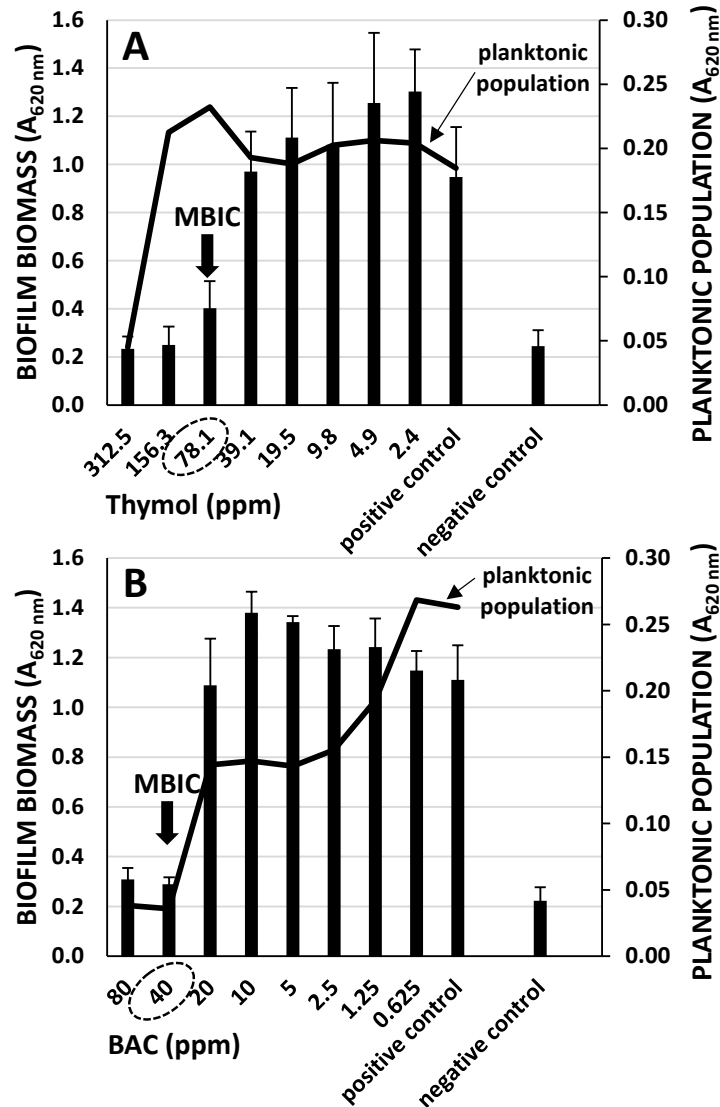 A
BIOFILM BIOMASS (A620 nm)
1.6
1.4
1.2
1.0
0.8
0.6
0.4
0.2
0.0
planktonic
population
MBIC
0.30
0.25
0.20
0.15
0.10
0.05
0.00
PLANKTONIC POPULATION (A620 nm)
312.5
156.3
78.1
39.1
19.5
9.8
4.9
2.4
positive control
negative control
Thymol (ppm)
B
BIOFILM BIOMASS (A620 nm)
1.6
1.4
1.2
1.0
0.8
0.6
0.4
0.2
0.0
planktonic
population
MBIC
0.30
0.25
0.20
0.15
0.10
0.05
0.00
PLANKTONIC POPULATION (A620 nm)
80
40
20
10
5
2.5
1.25
0.625
positive control
negative control
BAC (ppm)